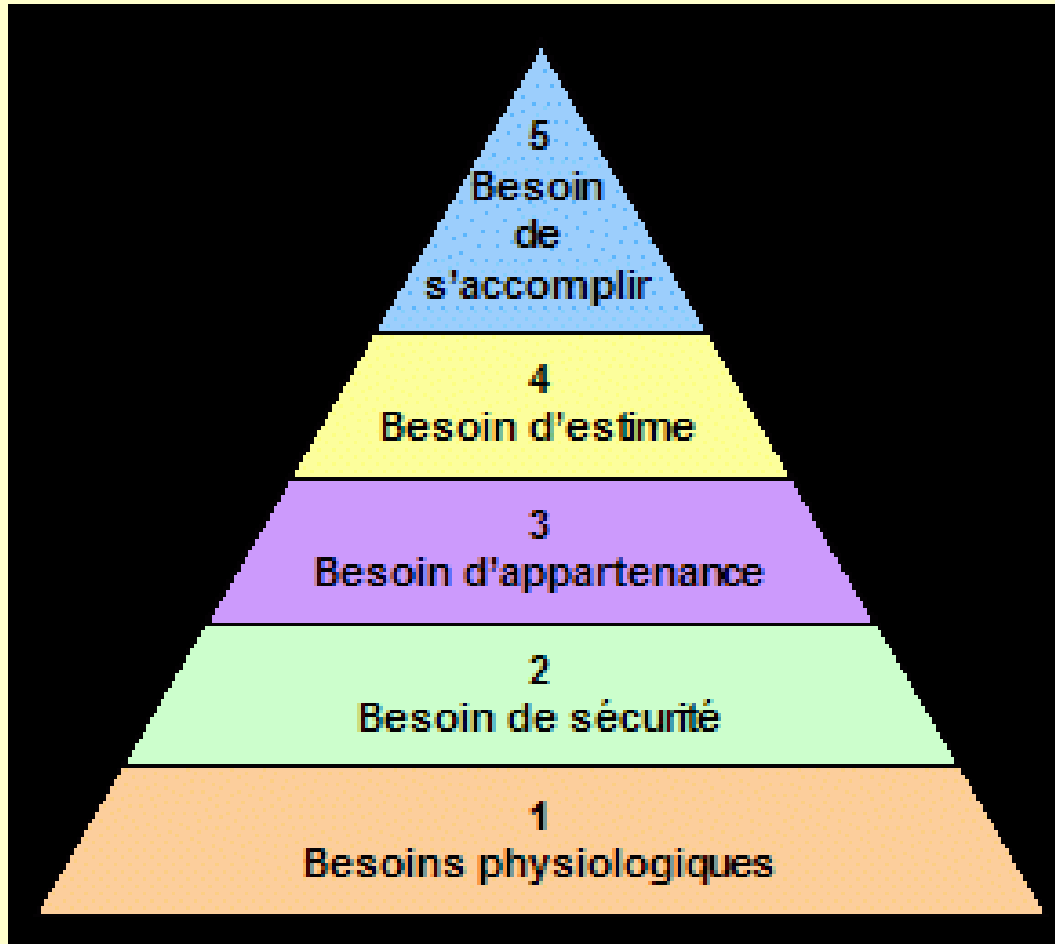 5
Besoin
de
s'accomplir
4
Besoin d'estime
3
Besoin d'appartenance
2
Besoin de sécurité
1
Besoins physiologiques